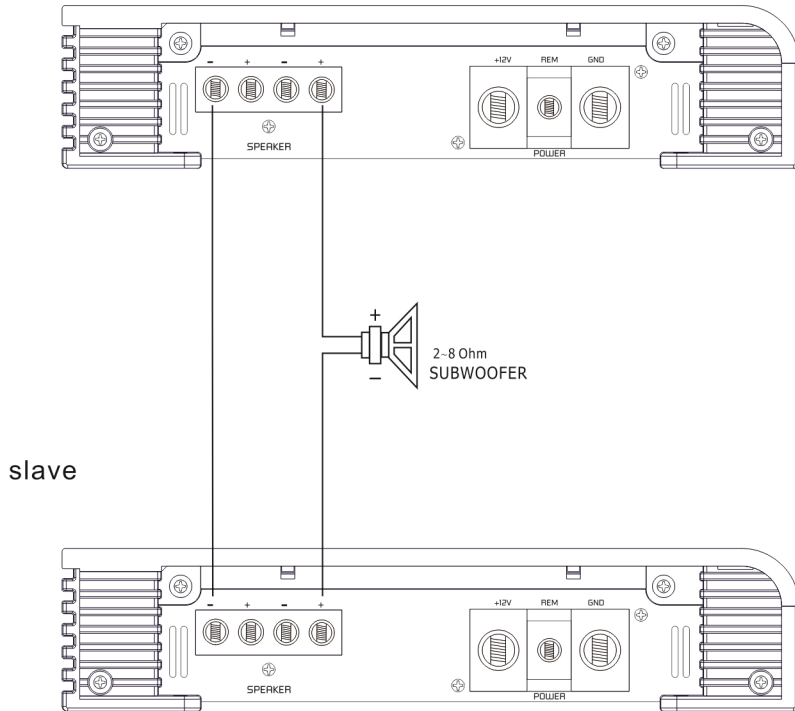 - + - +
+12V REM GND
SPEAKER
POWER
+
2~8 Ohm
SUBWOOFER
-
slave
- + - +
+12V REM GND
SPEAKER
POWER